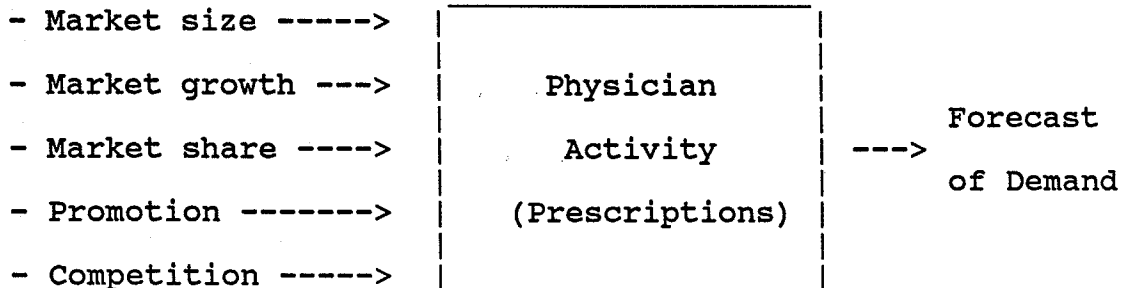 - Market size ----->
- Market growth --->
- Market share ---->
- Promotion ------->
- Competition ----->
Physician
Activity
(Prescriptions)
--->
Forecast
of Demand